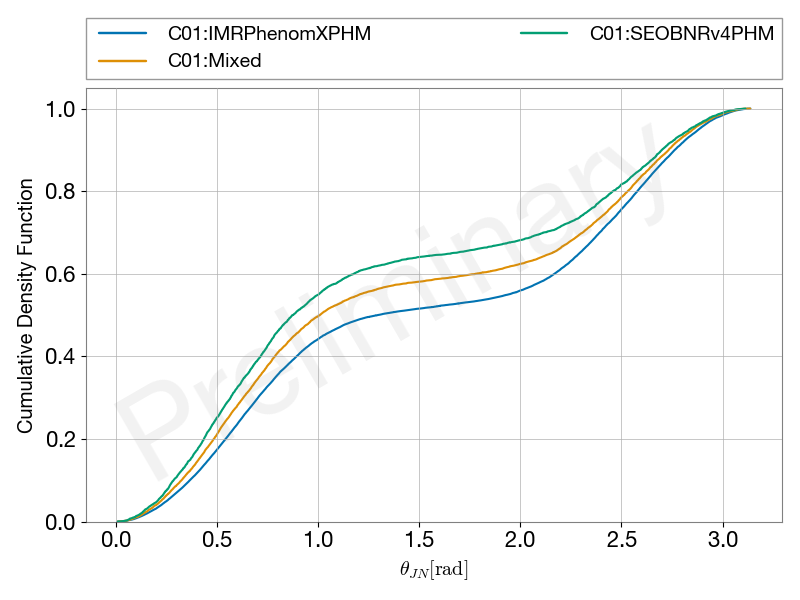 C01:IMRPhenomXPHM
C01:Mixed
C01:SEOBNRv4PHM
Preliminary
Cumulative Density Function
1.0
0.8
0.6
0.4
0.2
0.0
0.0 0.5 1.0 1.5 2.0 2.5 3.0
θ_JN[rad]